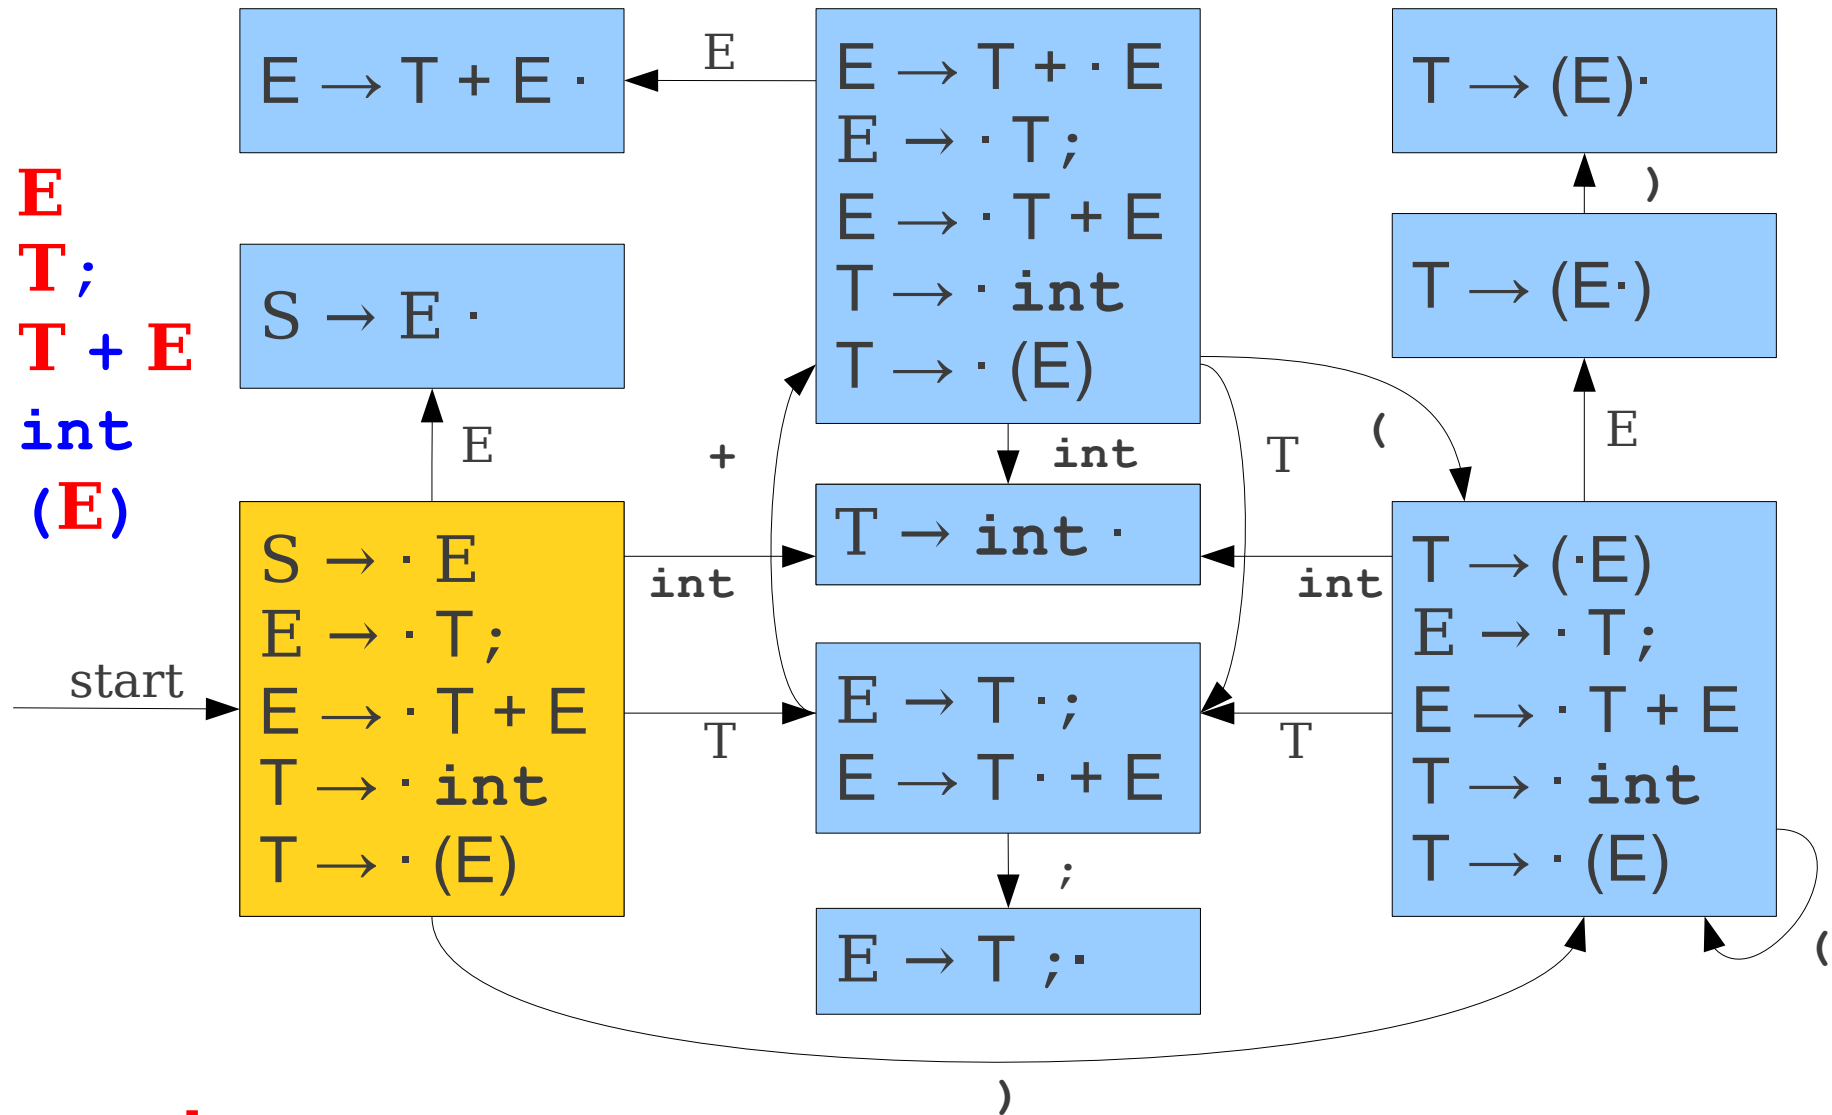 E
T ;
T + E
int
(E)
start
S → · E
E → · T ;
E → · T + E
T → · int
T → · (E)
E
S → E ·
E → T + E ·
E
E → T + · E
E → · T ;
E → · T + E
T → · int
T → · (E)
+
int
T
(
int
T → int ·
int
T
E → T · ;
E → T · + E
T
;
E → T ; ·
T → (E)·
)
T → (E·)
E
T → (·E)
E → · T ;
E → · T + E
T → · int
T → · (E)
(
)